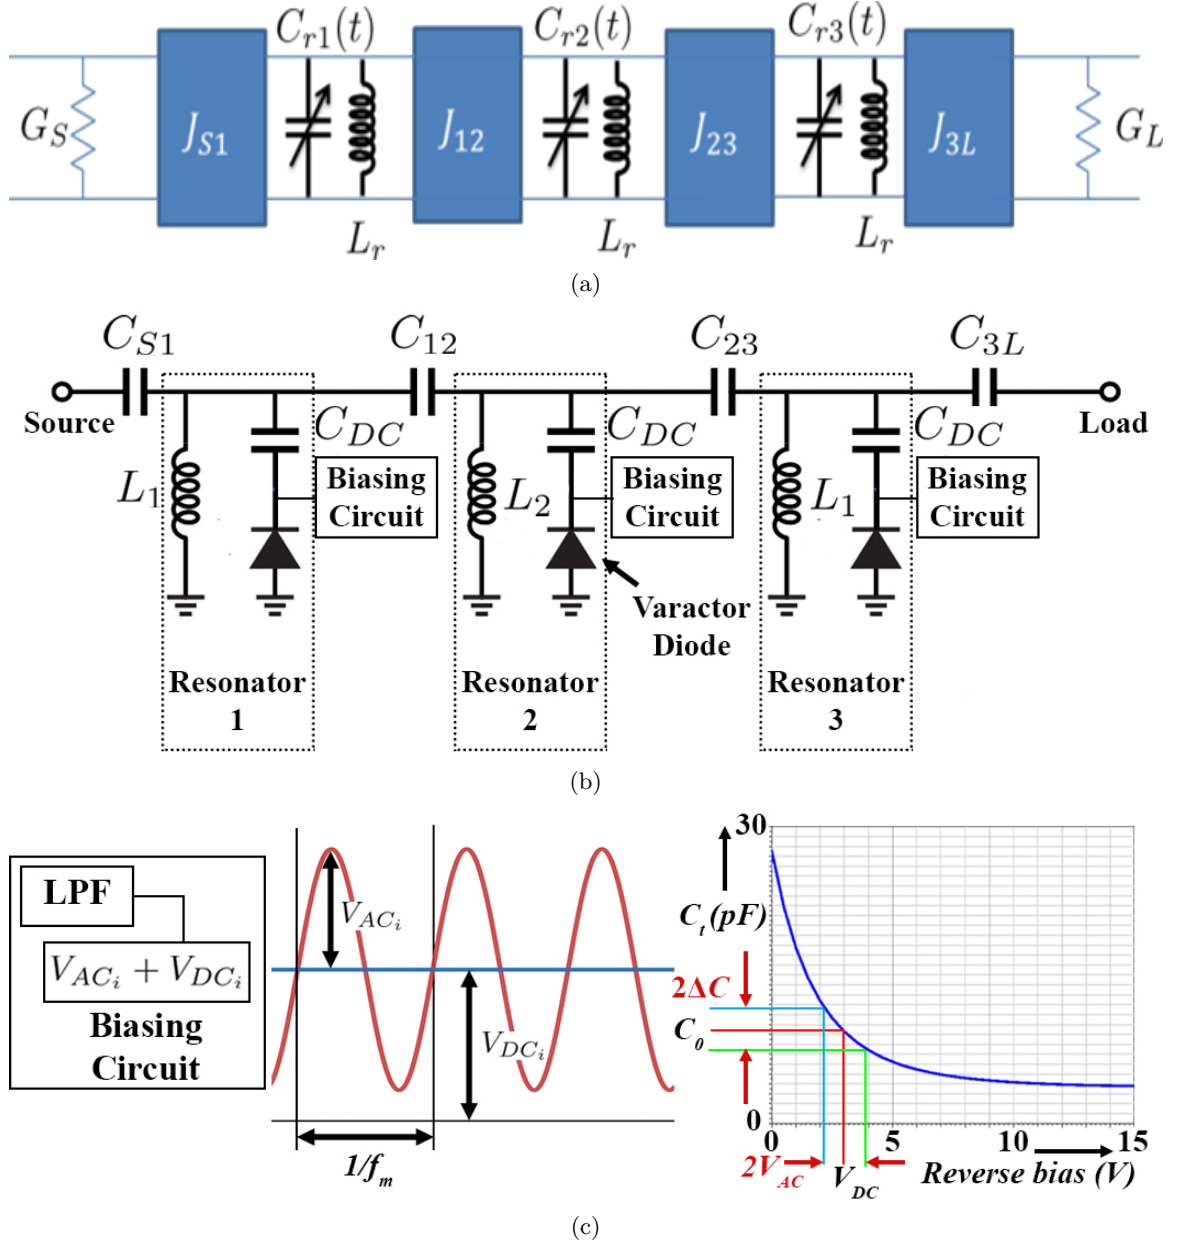 C_{r1}(t) C_{r2}(t) C_{r3}(t)
G_S J_{S1} J_{12} J_{23} J_{3L} G_L
L_r L_r L_r
(a)
C_{S1} C_{12} C_{23} C_{3L}
Source Load
C_{DC} C_{DC} C_{DC}
L_1 L_2 L_1
Biasing Circuit
Biasing Circuit
Biasing Circuit
Varactor
Diode
Resonator
1
Resonator
2
Resonator
3
(b)
LPF
V_{AC_i} + V_{DC_i}
Biasing
Circuit
V_{AC_i}
V_{DC_i}
1/f_m
30
C_t(pF)
2ΔC
C_0
0
0 5 10 15
2V_{AC} V_{DC} Reverse bias (V)
(c)